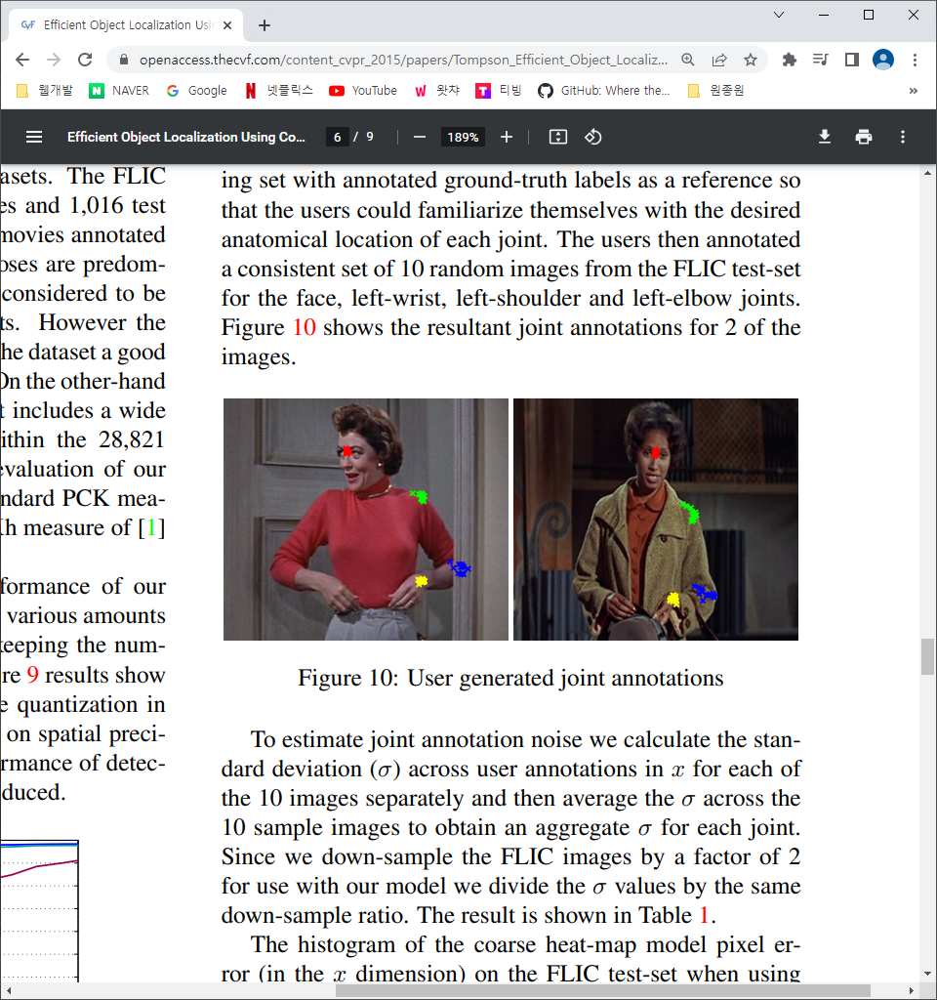 Efficient Object Localization Usin
openaccess.thecvf.com/content_cvpr_2015/papers/Tompson_Efficient_Object_Localiz...
웹개발 NAVER Google 넷플릭스 YouTube 왓챠 티빙 GitHub: Where the... 원종원 »
Efficient Object Localization Using Co... 6 / 9 189%
asets. The FLIC
es and 1,016 test
movies annotated
oses are predom-
considered to be
ts. However the
he dataset a good
On the other-hand
t includes a wide
ithin the 28,821
evaluation of our
ndard PCK mea-
h measure of [1]
formance of our
various amounts
keeping the num-
re 9 results show
e quantization in
on spatial preci-
rmance of detec-
duced.
ing set with annotated ground-truth labels as a reference so
that the users could familiarize themselves with the desired
anatomical location of each joint. The users then annotated
a consistent set of 10 random images from the FLIC test-set
for the face, left-wrist, left-shoulder and left-elbow joints.
Figure 10 shows the resultant joint annotations for 2 of the
images.
Figure 10: User generated joint annotations
To estimate joint annotation noise we calculate the stan-
dard deviation (σ) across user annotations in x for each of
the 10 images separately and then average the σ across the
10 sample images to obtain an aggregate σ for each joint.
Since we down-sample the FLIC images by a factor of 2
for use with our model we divide the σ values by the same
down-sample ratio. The result is shown in Table 1.
The histogram of the coarse heat-map model pixel er-
ror (in the x dimension) on the FLIC test-set when using